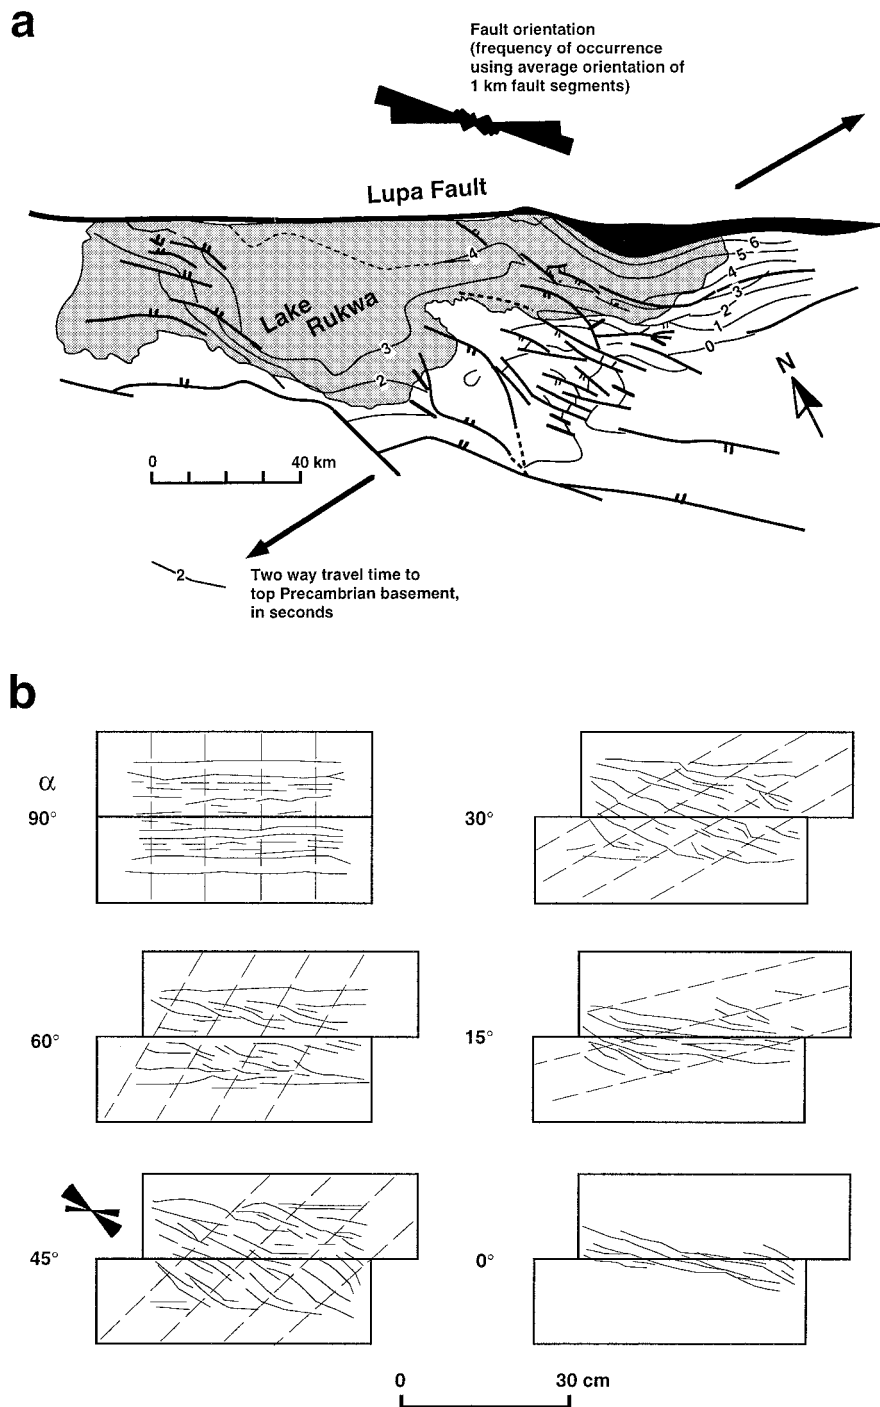 a
Fault orientation
(frequency of occurrence
using average orientation of
1 km fault segments)
Lupa Fault
4
6
5
4
3
2
1
0
Lake
Rukwa
3
2
N
0 40 km
2
Two way travel time to
top Precambrian basement,
in seconds
b
α
90°
30°
60°
15°
45°
0°
0 30 cm